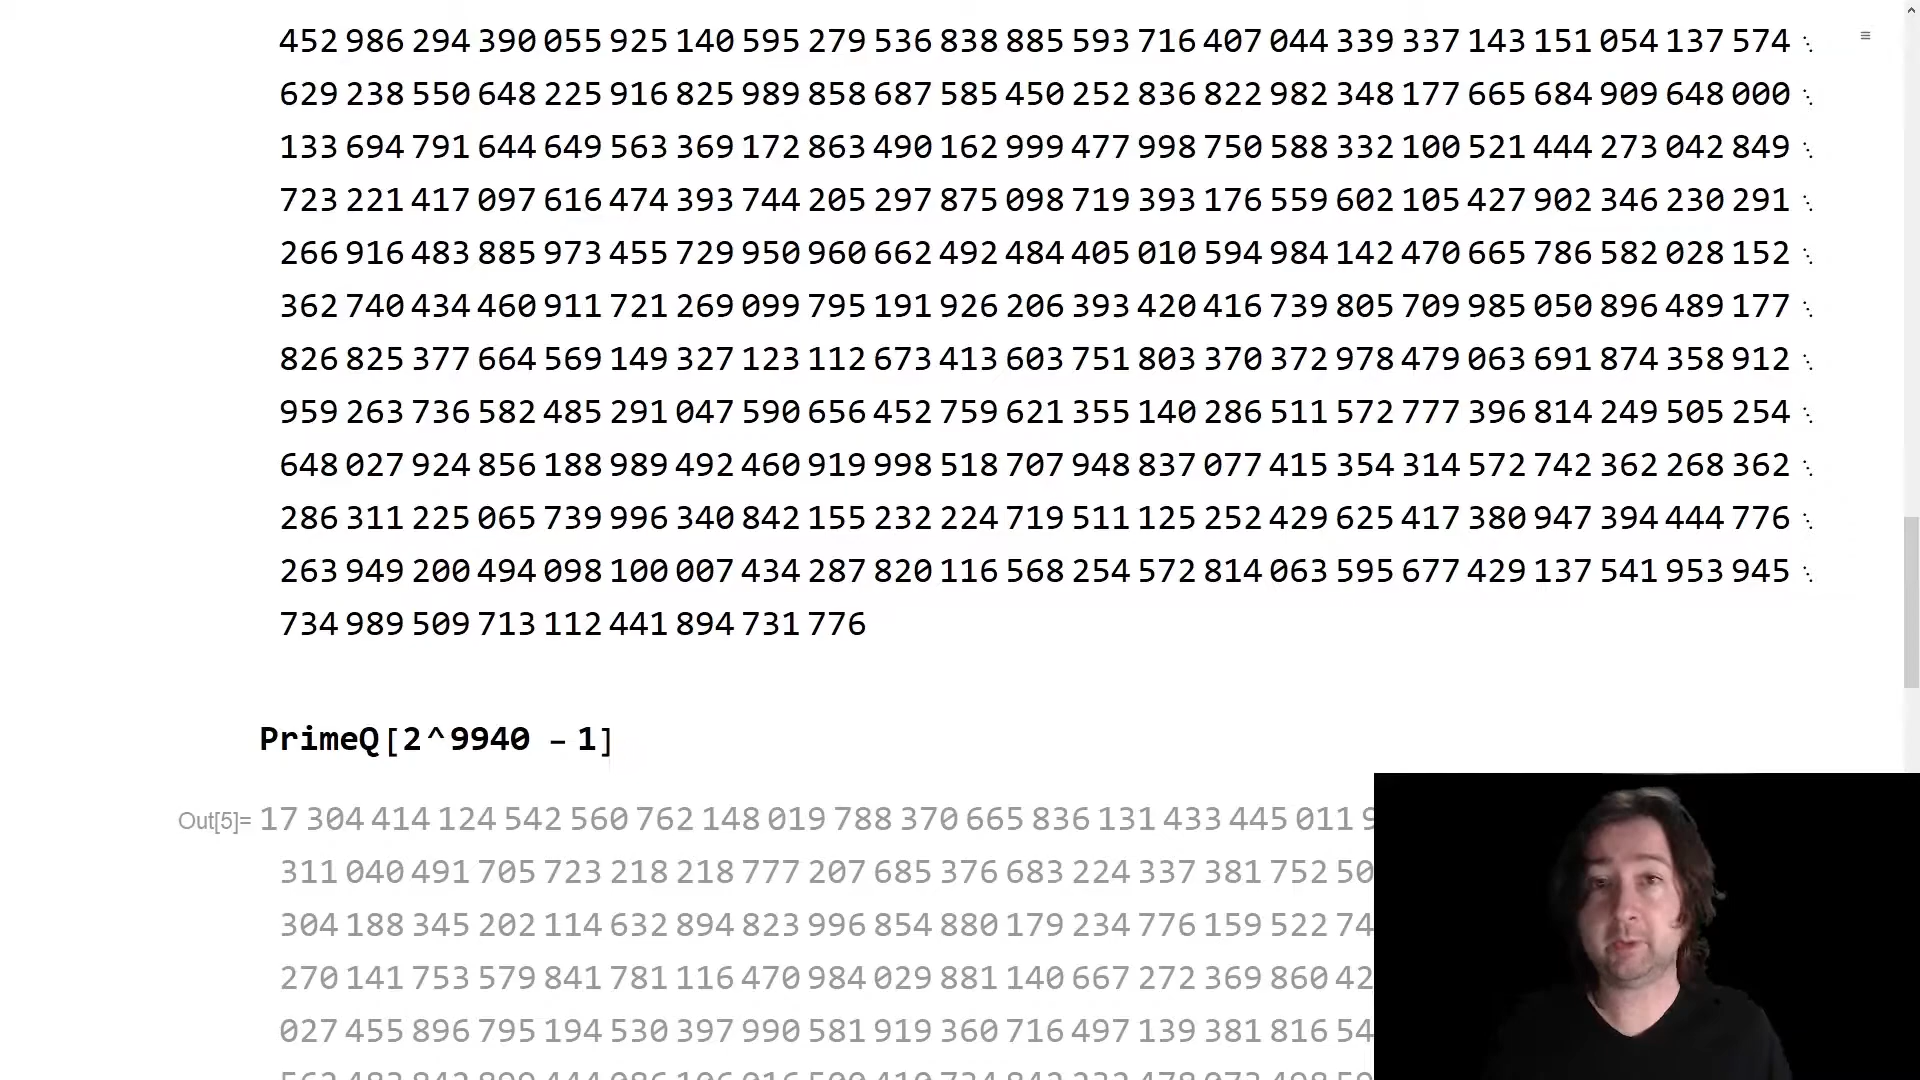 452 986 294 390 055 925 140 595 279 536 838 885 593 716 407 044 339 337 143 151 054 137 574
629 238 550 648 225 916 825 989 858 687 585 450 252 836 822 982 348 177 665 684 909 648 000
133 694 791 644 649 563 369 172 863 490 162 999 477 998 750 588 332 100 521 444 273 042 849
723 221 417 097 616 474 393 744 205 297 875 098 719 393 176 559 602 105 427 902 346 230 291
266 916 483 885 973 455 729 950 960 662 492 484 405 010 594 984 142 470 665 786 582 028 152
362 740 434 460 911 721 269 099 795 191 926 206 393 420 416 739 805 709 985 050 896 489 177
826 825 377 664 569 149 327 123 112 673 413 603 751 803 370 372 978 479 063 691 874 358 912
959 263 736 582 485 291 047 590 656 452 759 621 355 140 286 511 572 777 396 814 249 505 254
648 027 924 856 188 989 492 460 919 998 518 707 948 837 077 415 354 314 572 742 362 268 362
286 311 225 065 739 996 340 842 155 232 224 719 511 125 252 429 625 417 380 947 394 444 776
263 949 200 494 098 100 007 434 287 820 116 568 254 572 814 063 595 677 429 137 541 953 945
734 989 509 713 112 441 894 731 776
PrimeQ[2^9940 - 1]
Out[5]= 17 304 414 124 542 560 762 148 019 788 370 665 836 131 433 445 011 9
311 040 491 705 723 218 218 777 207 685 376 683 224 337 381 752 50
304 188 345 202 114 632 894 823 996 854 880 179 234 776 159 522 74
270 141 753 579 841 781 116 470 984 029 881 140 667 272 369 860 42
027 455 896 795 194 530 397 990 581 919 360 716 497 139 381 816 54